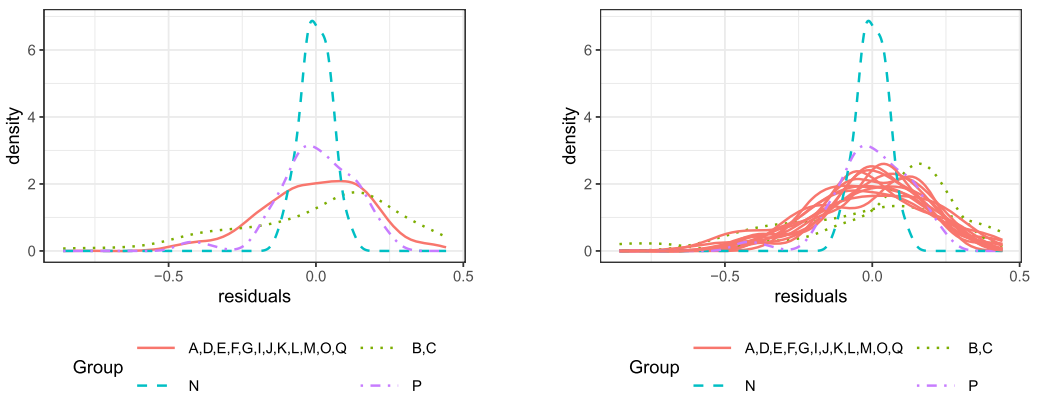 6
4
2
0
density
−0.5
0.0
0.5
residuals
Group
A,D,E,F,G,I,J,K,L,M,O,Q
B,C
N
P
6
4
2
0
density
−0.5
0.0
0.5
residuals
Group
A,D,E,F,G,I,J,K,L,M,O,Q
B,C
N
P